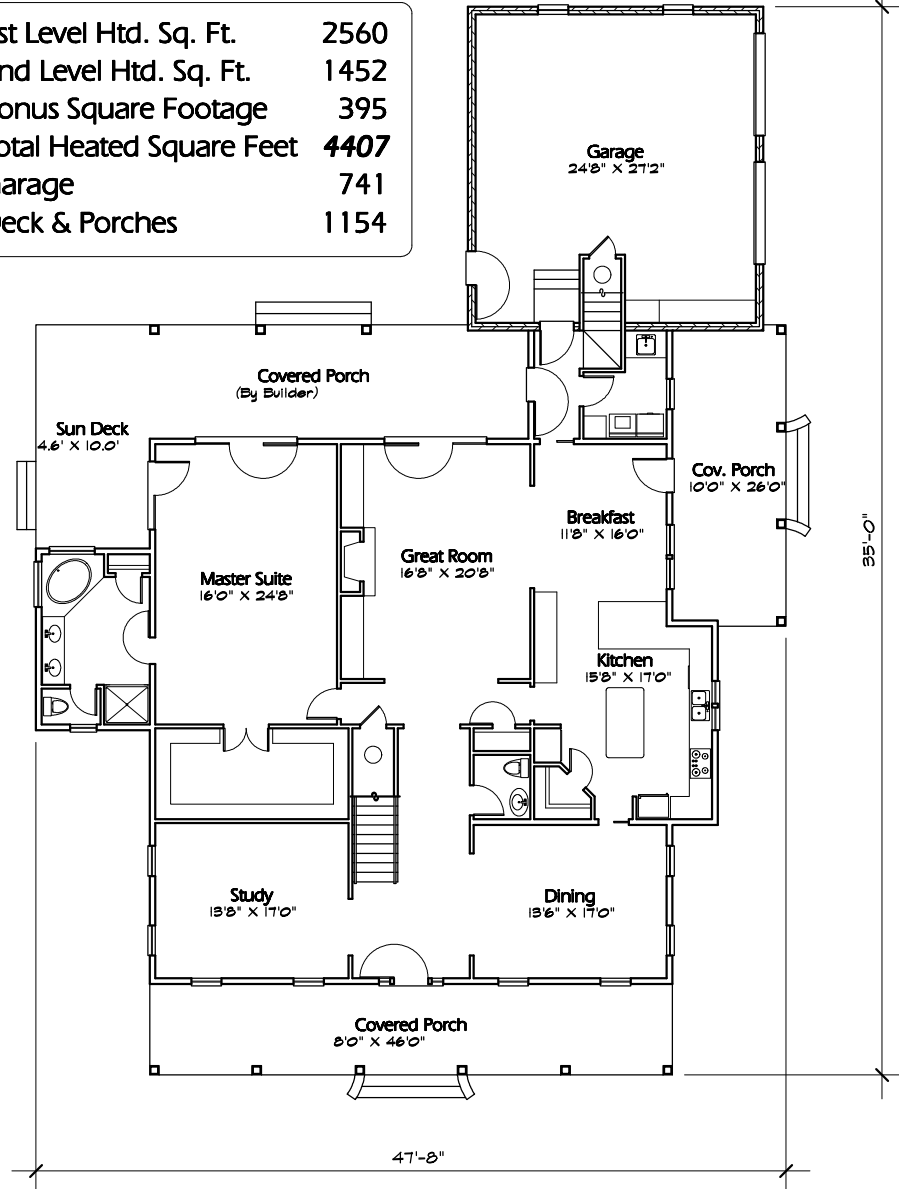 st Level Htd. Sq. Ft. 2560
nd Level Htd. Sq. Ft. 1452
onus Square Footage 395
otal Heated Square Feet 4407
arage 741
eck & Porches 1154
Garage
24'8" X 27'2"
Covered Porch
(By Builder)
Sun Deck
4.6' X 10.0'
Cov. Porch
10'0" X 26'0"
Breakfast
11'8" X 16'0"
35'-0"
Great Room
16'8" X 20'8"
Master Suite
16'0" X 24'8"
Kitchen
15'8" X 17'0"
Study
13'8" X 17'0"
Dining
13'6" X 17'0"
Covered Porch
8'0" X 46'0"
47'-8"